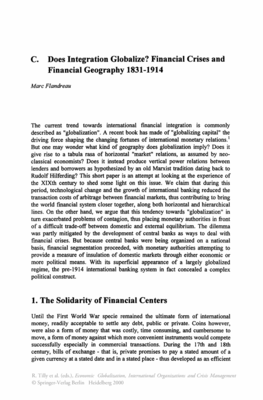 C. Does Integration Globalize? Financial Crises and
Financial Geography 1831-1914
Marc Flandreau
The current trend towards international financial integration is commonly
described as "globalization". A recent book has made of "globalizing capital" the
driving force shaping the changing fortunes of international monetary relations.1
But one may wonder what kind of geography does globalization imply? Does it
give rise to a tabula rasa of horizontal "market" relations, as assumed by neo-
classical economists? Does it instead produce vertical power relations between
lenders and borrowers as hypothesized by an old Marxist tradition dating back to
Rudolf Hilferding? This short paper is an attempt at looking at the experience of
the XIXth century to shed some light on this issue. We claim that during this
period, technological change and the growth of international banking reduced the
transaction costs of arbitrage between financial markets, thus contributing to bring
the world financial system closer together, along both horizontal and hierarchical
lines. On the other hand, we argue that this tendency towards "globalization" in
turn exacerbated problems of contagion, thus placing monetary authorities in front
of a difficult trade-off between domestic and external equilibrium. The dilemma
was partly mitigated by the development of central banks as ways to deal with
financial crises. But because central banks were being organized on a national
basis, financial segmentation proceeded, with monetary authorities attempting to
provide a measure of insulation of domestic markets through either economic or
more political means. With its superficial appearance of a largely globalized
regime, the pre-1914 international banking system in fact concealed a complex
political construct.
1. The Solidarity of Financial Centers
Until the First World War specie remained the ultimate form of international
money, readily acceptable to settle any debt, public or private. Coins however,
were also a form of money that was costly, time consuming, and cumbersome to
move, a form of money against which more convenient instruments would compete
successfully especially in commercial transactions. During the 17th and 18th
century, bills of exchange - that is, private promises to pay a stated amount of a
given currency at a stated date and in a stated place - thus developed as an efficient
R. Tilly et al. (eds.), Economic Globalization, International Organizations and Crisis Management
© Springer-Verlag Berlin Heidelberg 2000